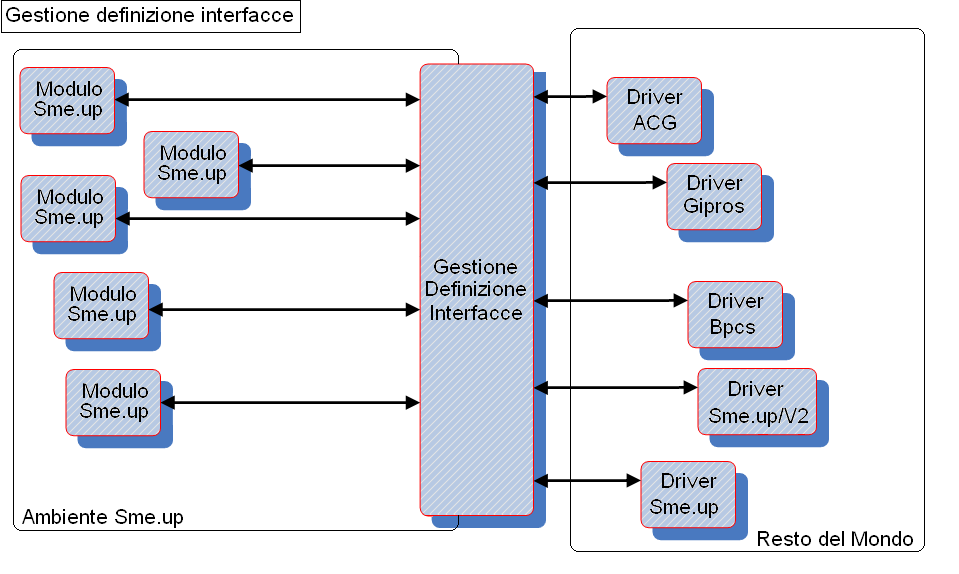 Gestione definizione interfacce
Modulo
Sme.up
Modulo
Sme.up
Modulo
Sme.up
Modulo
Sme.up
Modulo
Sme.up
Ambiente Sme.up
Gestione
Definizione
Interfacce
Driver
ACG
Driver
Gipros
Driver
Bpcs
Driver
Sme.up/V2
Driver
Sme.up
Resto del Mondo